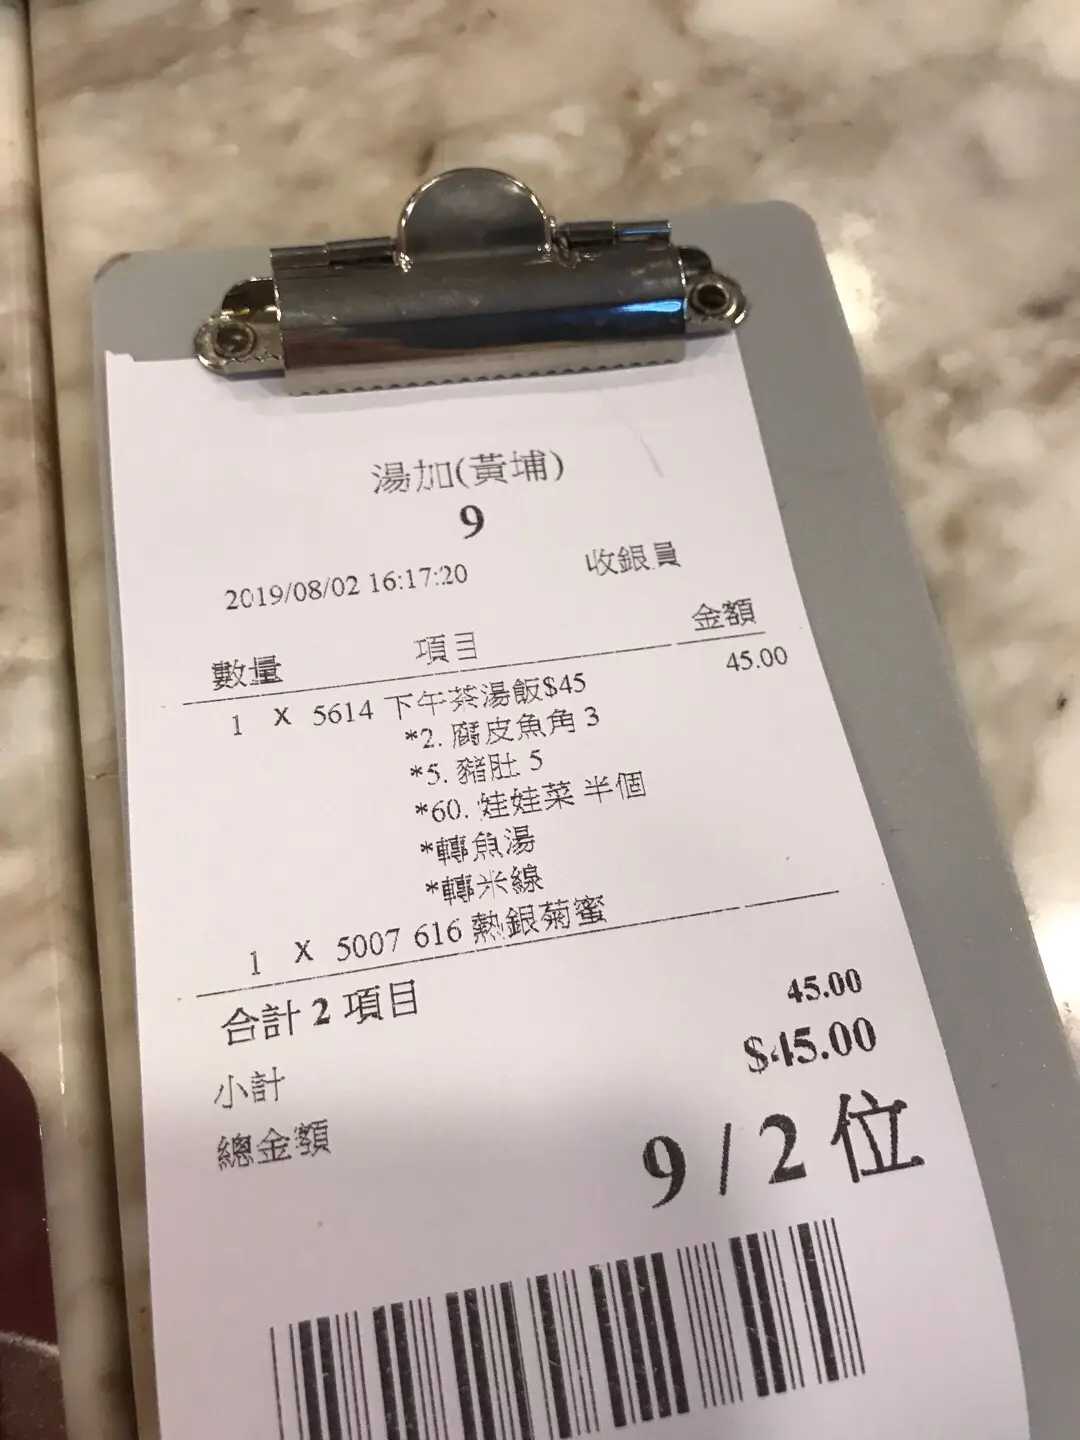 湯加(黃埔)
9
2019/08/02 16:17:20 收銀員
數量 項目 金額
1 X 5614 下午茶湯飯$45 45.00
*2. 腐皮魚角 3
*5. 豬肚 5
*60. 娃娃菜 半個
*轉魚湯
*轉米線
1 X 5007 616 熱銀菊蜜
合計 2 項目
小計 45.00
總金額 $45.00
9 / 2 位